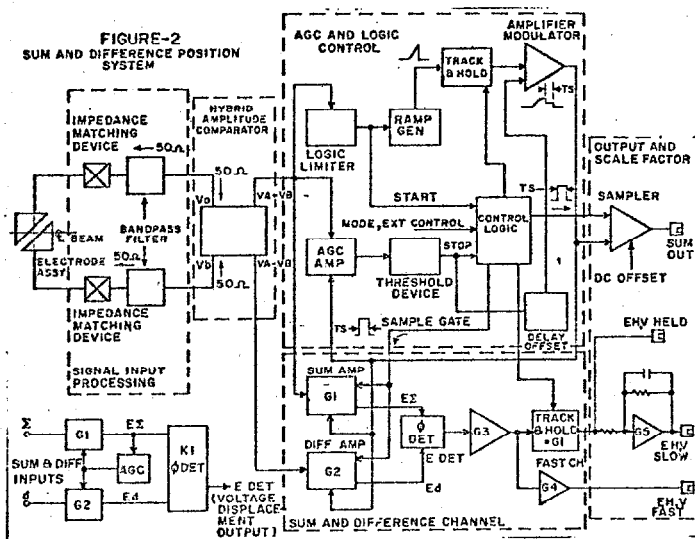 FIGURE-2
SUM AND DIFFERENCE POSITION
SYSTEM
IMPEDANCE
MATCHING
DEVICE
50Ω
HYBRID
AMPLITUDE
COMPARATOR
50Ω
Va
VA+VB
BEAM
BANDPASS
FILTER
ELECTRODE
ASSY.
50Ω
Vb
50Ω
VA-VB
IMPEDANCE
MATCHING
DEVICE
SIGNAL INPUT
PROCESSING
AGC AND LOGIC
CONTROL
AMPLIFIER
MODULATOR
TRACK
& HOLD
TS
LOGIC
LIMITER
RAMP
GEN
START
MODE, EXT CONTROL
CONTROL
LOGIC
TS
STOP
AGC
AMP
THRESHOLD
DEVICE
TS
SAMPLE GATE
DELAY
OFFSET
OUTPUT AND
SCALE FACTOR
SAMPLER
SUM
OUT
DC OFFSET
EHV HELD
SUM AMP
G1
EΣ
DIFF AMP
G2
Ed
ϕ
DET
E DET
G3
TRACK
& HOLD
G1
FAST CH
G4
G5
EHV
SLOW
EHV
FAST
SUM AND DIFFERENCE CHANNEL
Σ
G1
EΣ
SUM & DIFF
INPUTS
AGC
K1
ϕDET
d
G2
Ed
E DET
(VOLTAGE
DISPLACE
MENT
OUTPUT)